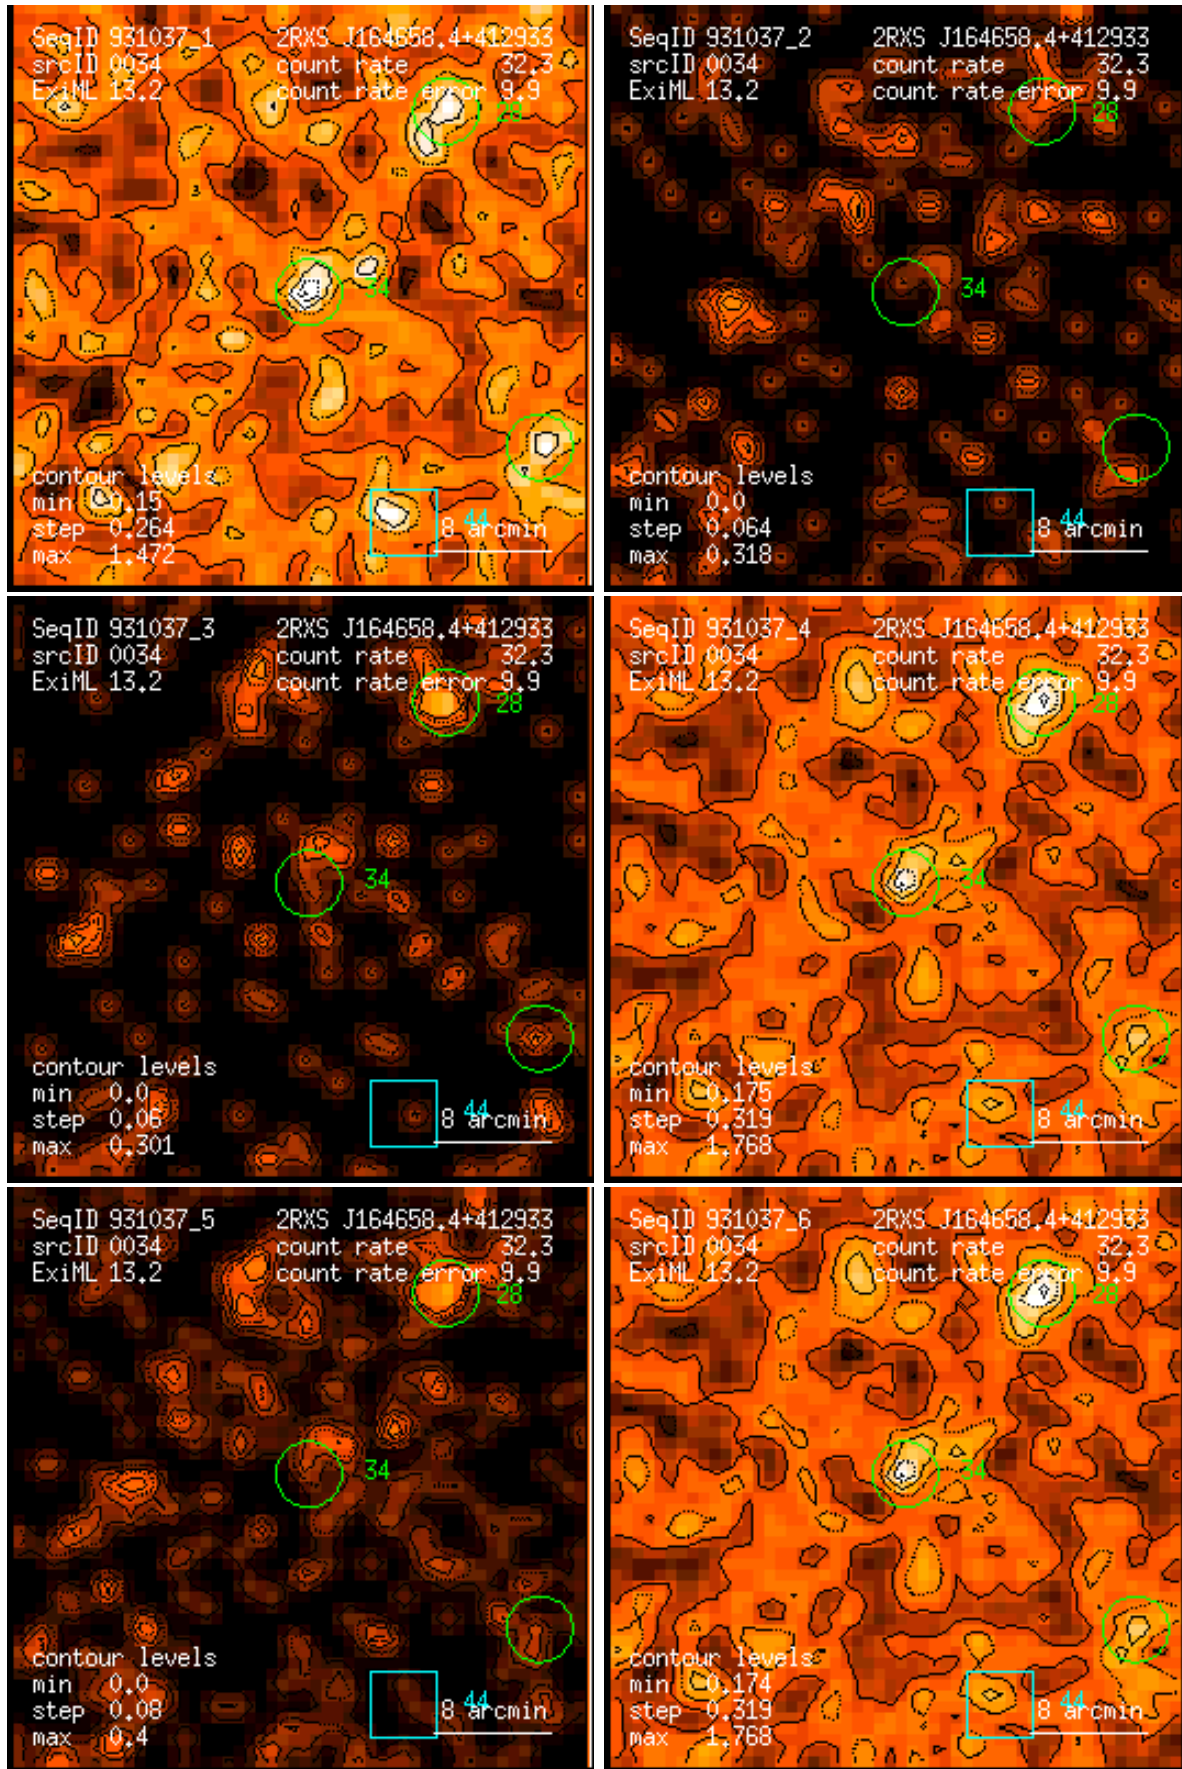 SeqID 931037_1 2RXS J164658.4+412933
srcID 0034 count rate 32.3
ExiML 13.2 count rate error 9.9
28
34
contour levels
min 0.15
step 0.264
max 1.472
44
8 arcmin
SeqID 931037_2 2RXS J164658.4+412933
srcID 0034 count rate 32.3
ExiML 13.2 count rate error 9.9
28
34
contour levels
min 0.0
step 0.064
max 0.318
44
8 arcmin
SeqID 931037_3 2RXS J164658.4+412933
srcID 0034 count rate 32.3
ExiML 13.2 count rate error 9.9
28
34
contour levels
min 0.0
step 0.06
max 0.301
44
8 arcmin
SeqID 931037_4 2RXS J164658.4+412933
srcID 0034 count rate 32.3
ExiML 13.2 count rate error 9.9
28
34
contour levels
min 0.175
step 0.319
max 1.768
44
8 arcmin
SeqID 931037_5 2RXS J164658.4+412933
srcID 0034 count rate 32.3
ExiML 13.2 count rate error 9.9
28
34
contour levels
min 0.0
step 0.08
max 0.4
44
8 arcmin
SeqID 931037_6 2RXS J164658.4+412933
srcID 0034 count rate 32.3
ExiML 13.2 count rate error 9.9
28
34
contour levels
min 0.174
step 0.319
max 1.768
44
8 arcmin